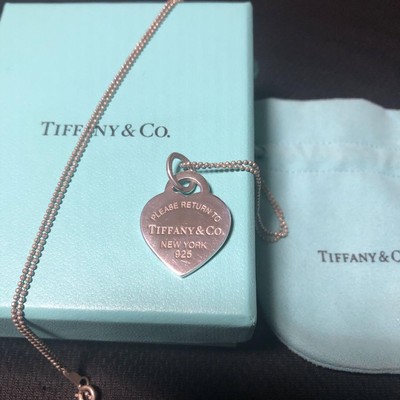 TIFFANY & CO.
PLEASE RETURN TO
TIFFANY & CO.
NEW YORK
925
TIFFANY & CO.